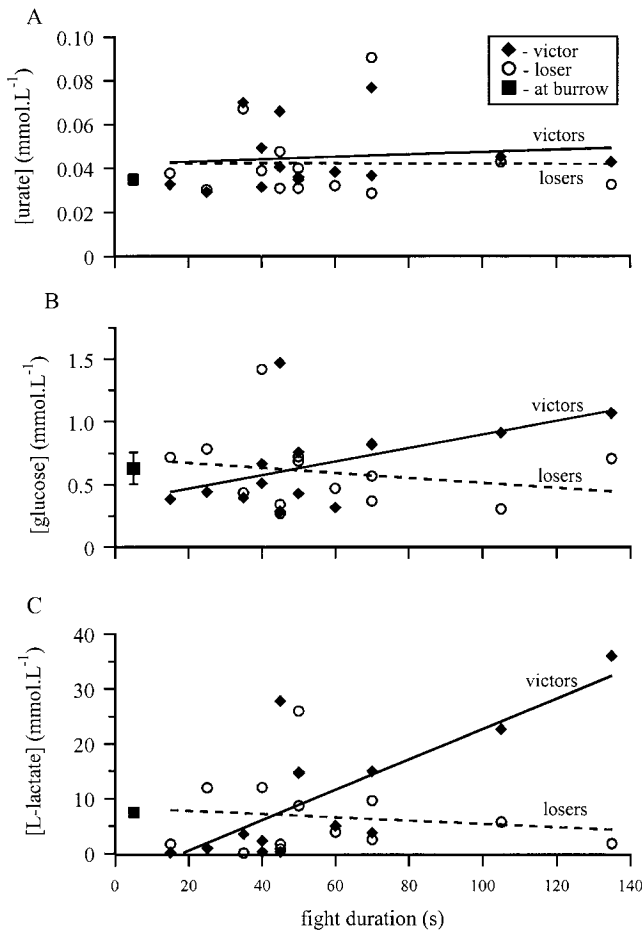 A
0.10
0.08
0.06
0.04
0.02
0
[urate] (mmol.L⁻¹)
- victor
- loser
- at burrow
victors
losers
B
1.5
1.0
0.5
0
[glucose] (mmol.L⁻¹)
victors
losers
C
40
30
20
10
0
[L-lactate] (mmol.L⁻¹)
victors
losers
0 20 40 60 80 100 120 140
fight duration (s)